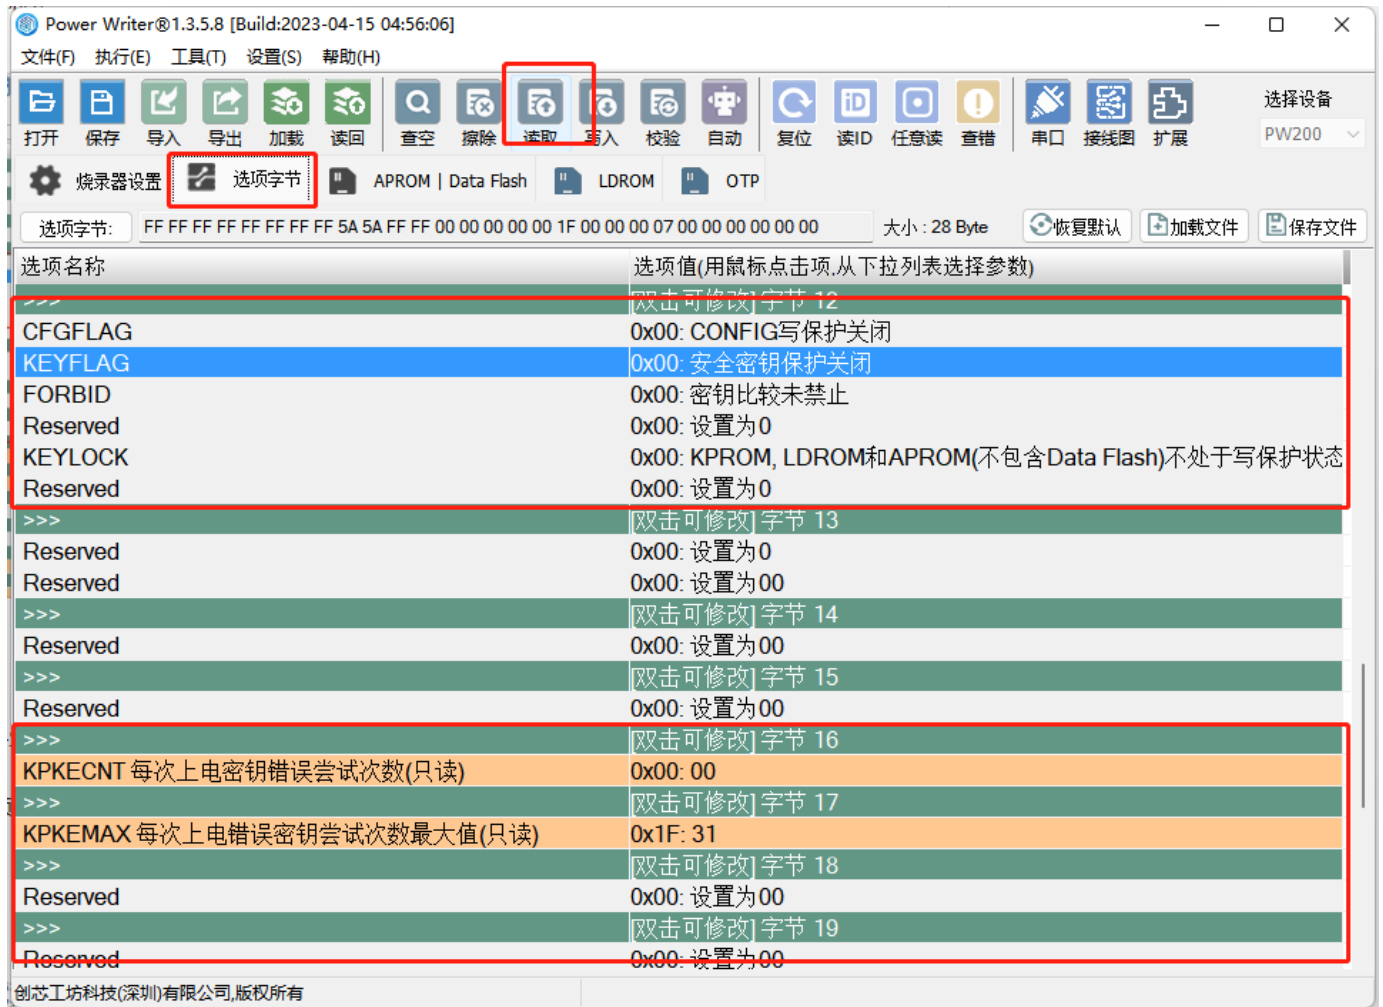 Power Writer®1.3.5.8 [Build:2023-04-15 04:56:06]
文件(F) 执行(E) 工具(T) 设置(S) 帮助(H)
打开 保存 导入 导出 加载 读回 查空 擦除 读取 写入 校验 自动 复位 读ID 任意读 查错 串口 接线图 扩展
选择设备
PW200
烧录器设置 选项字节 APROM | Data Flash LDROM OTP
选项字节: FF FF FF FF FF FF FF FF 5A 5A FF FF 00 00 00 00 00 1F 00 00 00 07 00 00 00 00 00 00 大小 : 28 Byte 恢复默认 加载文件 保存文件
选项名称 选项值(用鼠标点击项,从下拉列表选择参数)
>>> [双击可修改] 字节 12
CFGFLAG 0x00: CONFIG写保护关闭
KEYFLAG 0x00: 安全密钥保护关闭
FORBID 0x00: 密钥比较未禁止
Reserved 0x00: 设置为0
KEYLOCK 0x00: KPROM, LDROM和APROM(不包含Data Flash)不处于写保护状态
Reserved 0x00: 设置为0
>>> [双击可修改] 字节 13
Reserved 0x00: 设置为0
Reserved 0x00: 设置为00
>>> [双击可修改] 字节 14
Reserved 0x00: 设置为00
>>> [双击可修改] 字节 15
Reserved 0x00: 设置为00
>>> [双击可修改] 字节 16
KPKECNT 每次上电密钥错误尝试次数(只读) 0x00: 00
>>> [双击可修改] 字节 17
KPKEMAX 每次上电错误密钥尝试次数最大值(只读) 0x1F: 31
>>> [双击可修改] 字节 18
Reserved 0x00: 设置为00
>>> [双击可修改] 字节 19
Reserved 0x00: 设置为00
创芯工坊科技(深圳)有限公司,版权所有